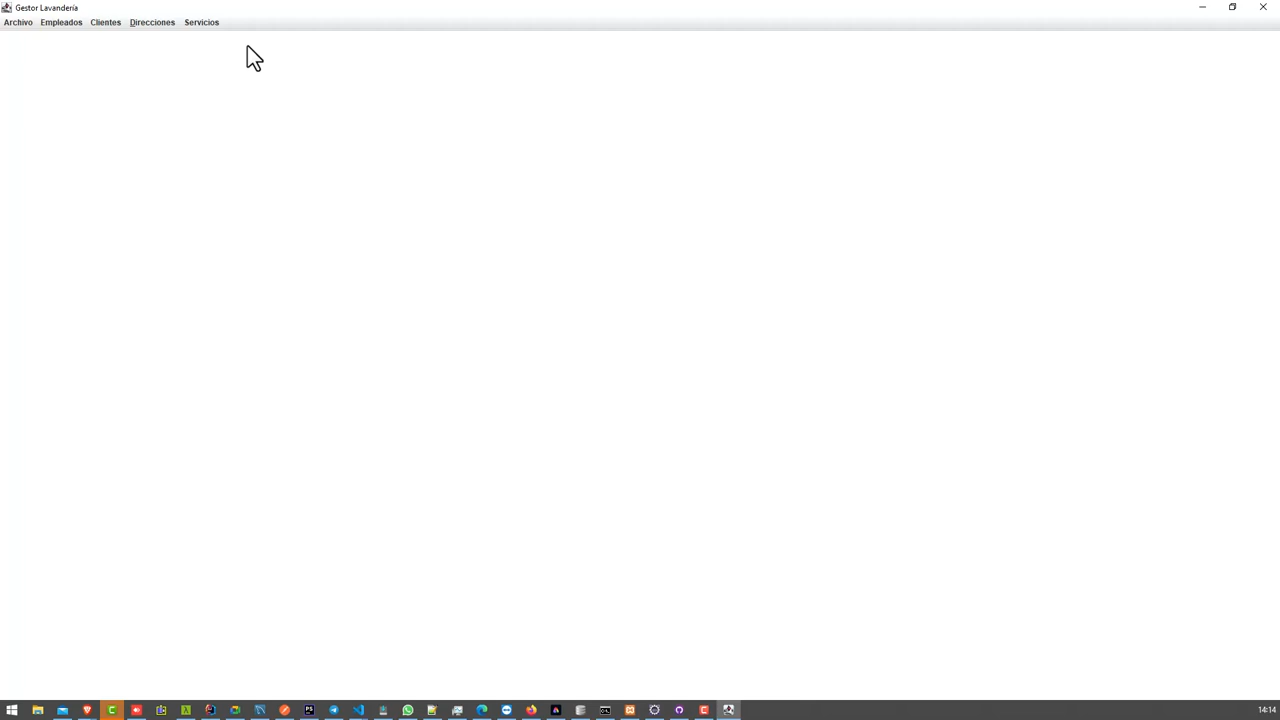 Gestor Lavandería
Archivo Empleados Clientes Direcciones Servicios
14:14